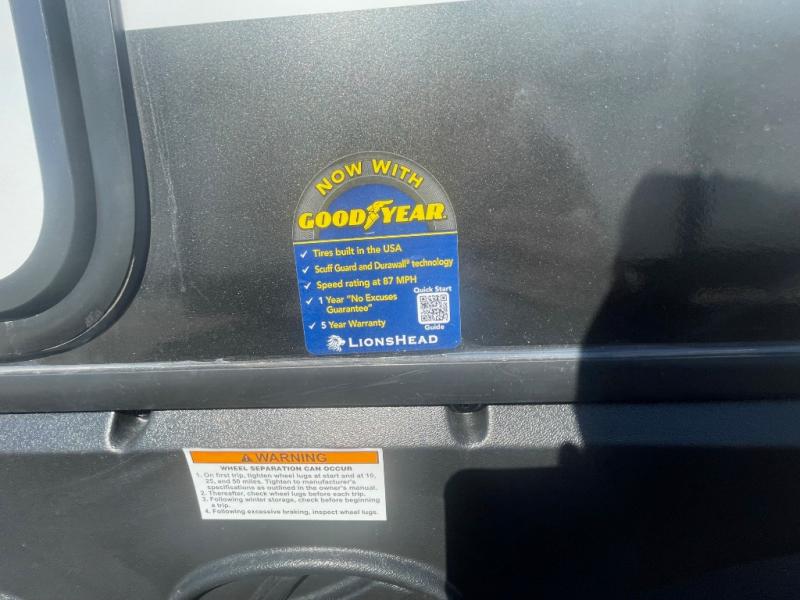 NOW WITH
GOODYEAR
✓ Tires built in the USA
✓ Scuff Guard and Durawall® technology
✓ Speed rating at 87 MPH
✓ 1 Year "No Excuses
Guarantee"
✓ 5 Year Warranty
Quick Start
Guide
LIONSHEAD
WARNING
WHEEL SEPARATION CAN OCCUR
1. On first trip, tighten wheel lugs at start and at 10,
25, and 50 miles. Tighten to manufacturer's
specifications as outlined in the owner's manual.
2. Thereafter, check wheel lugs before each trip.
3. Following winter storage, check before beginning
a trip.
4. Following excessive braking, inspect wheel lugs.